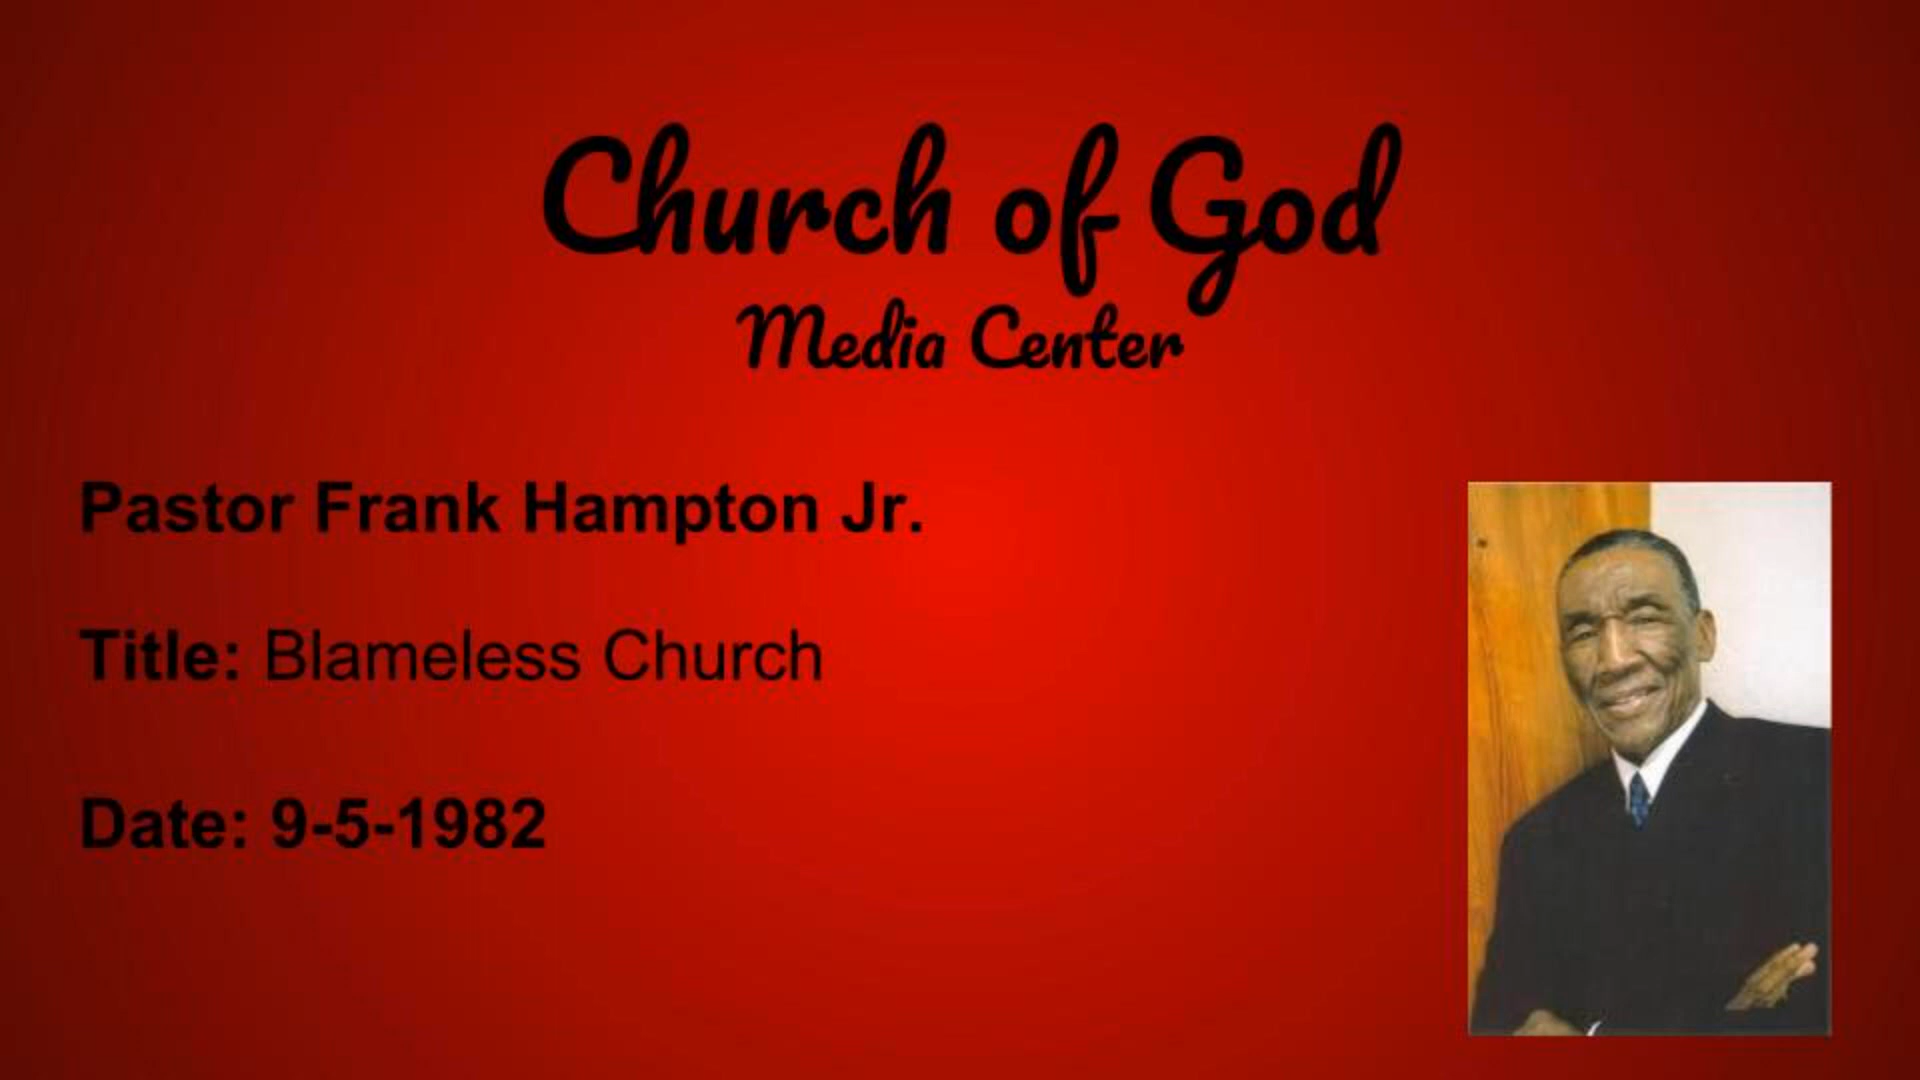 Church of God
Media Center
Pastor Frank Hampton Jr.
Title: Blameless Church
Date: 9-5-1982